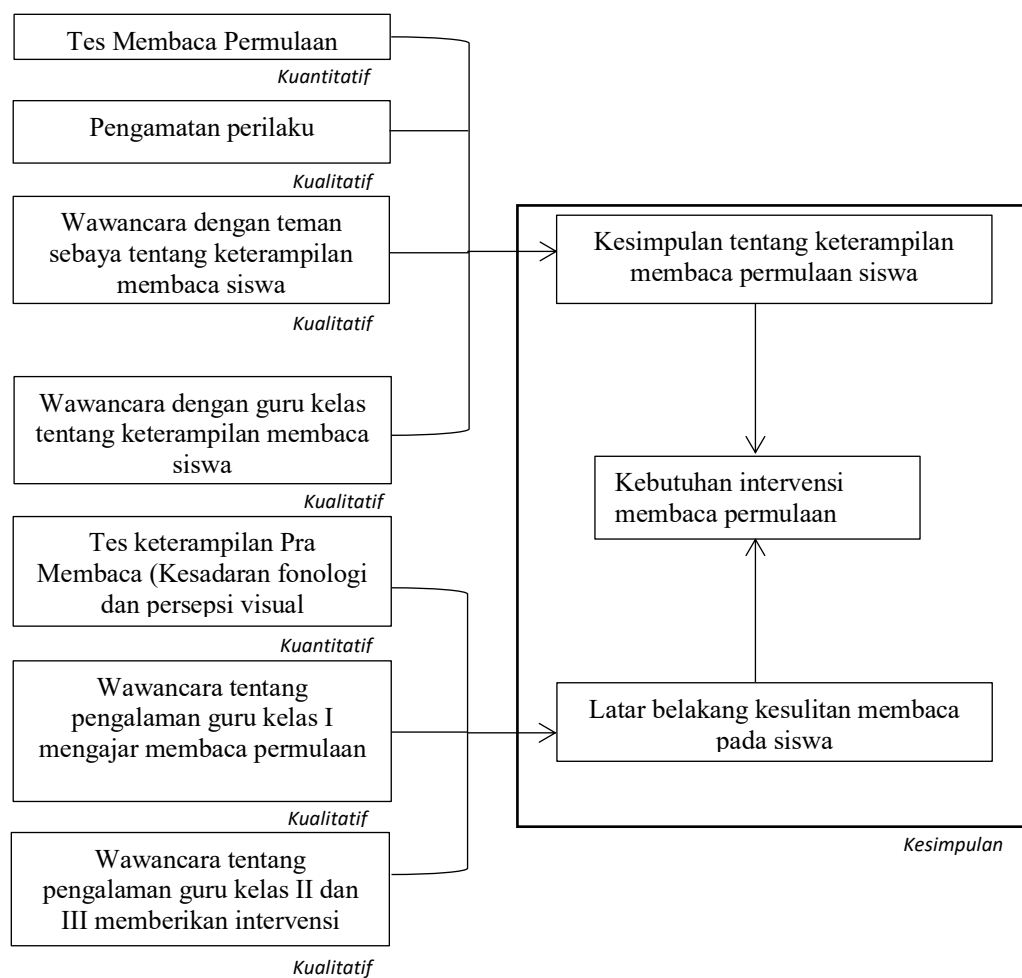 Tes Membaca Permulaan
Kuantitatif
Pengamatan perilaku
Kualitatif
Wawancara dengan teman
sebaya tentang keterampilan
membaca siswa
Kualitatif
Wawancara dengan guru kelas
tentang keterampilan membaca
siswa
Kualitatif
Tes keterampilan Pra
Membaca (Kesadaran fonologi
dan persepsi visual
Kuantitatif
Wawancara tentang
pengalaman guru kelas I
mengajar membaca permulaan
Kualitatif
Wawancara tentang
pengalaman guru kelas II dan
III memberikan intervensi
Kualitatif
Kesimpulan tentang keterampilan
membaca permulaan siswa
Kebutuhan intervensi
membaca permulaan
Latar belakang kesulitan membaca
pada siswa
Kesimpulan